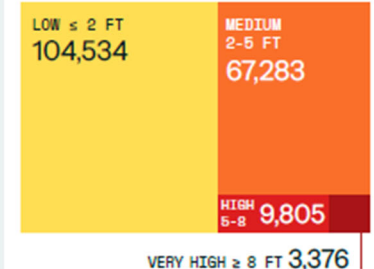 LOW ≤ 2 FT
104,534
MEDIUM
2-5 FT
67,283
HIGH
5-8
9,805
VERY HIGH ≥ 8 FT 3,376